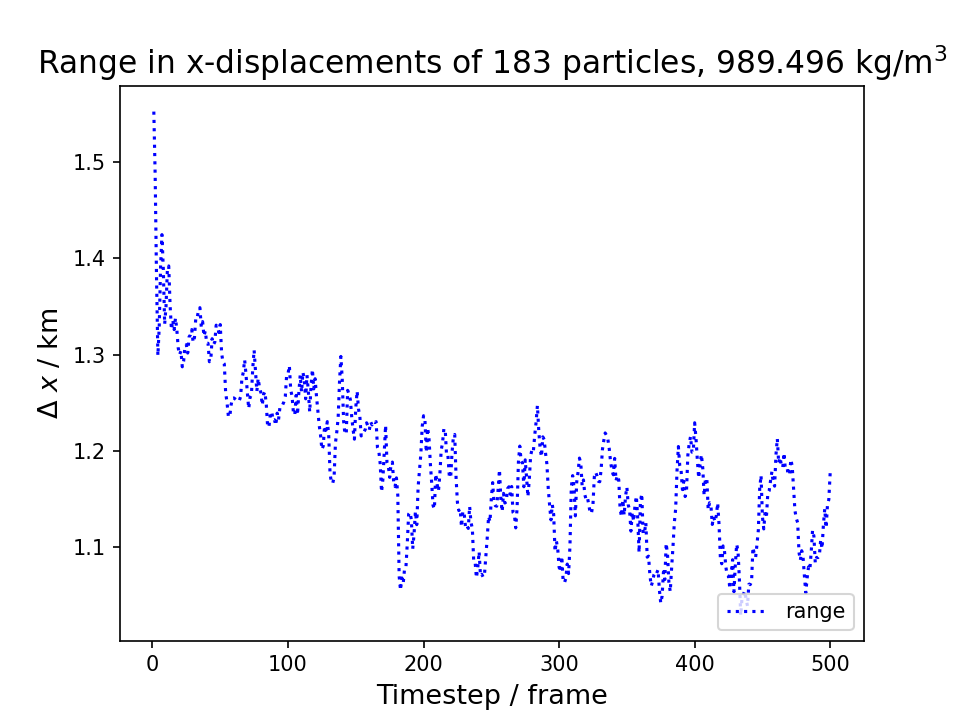 Range in x-displacements of 183 particles, 989.496 kg/m³
1.5
1.4
1.3
1.2
1.1
Δ x / km
range
0 100 200 300 400 500
Timestep / frame